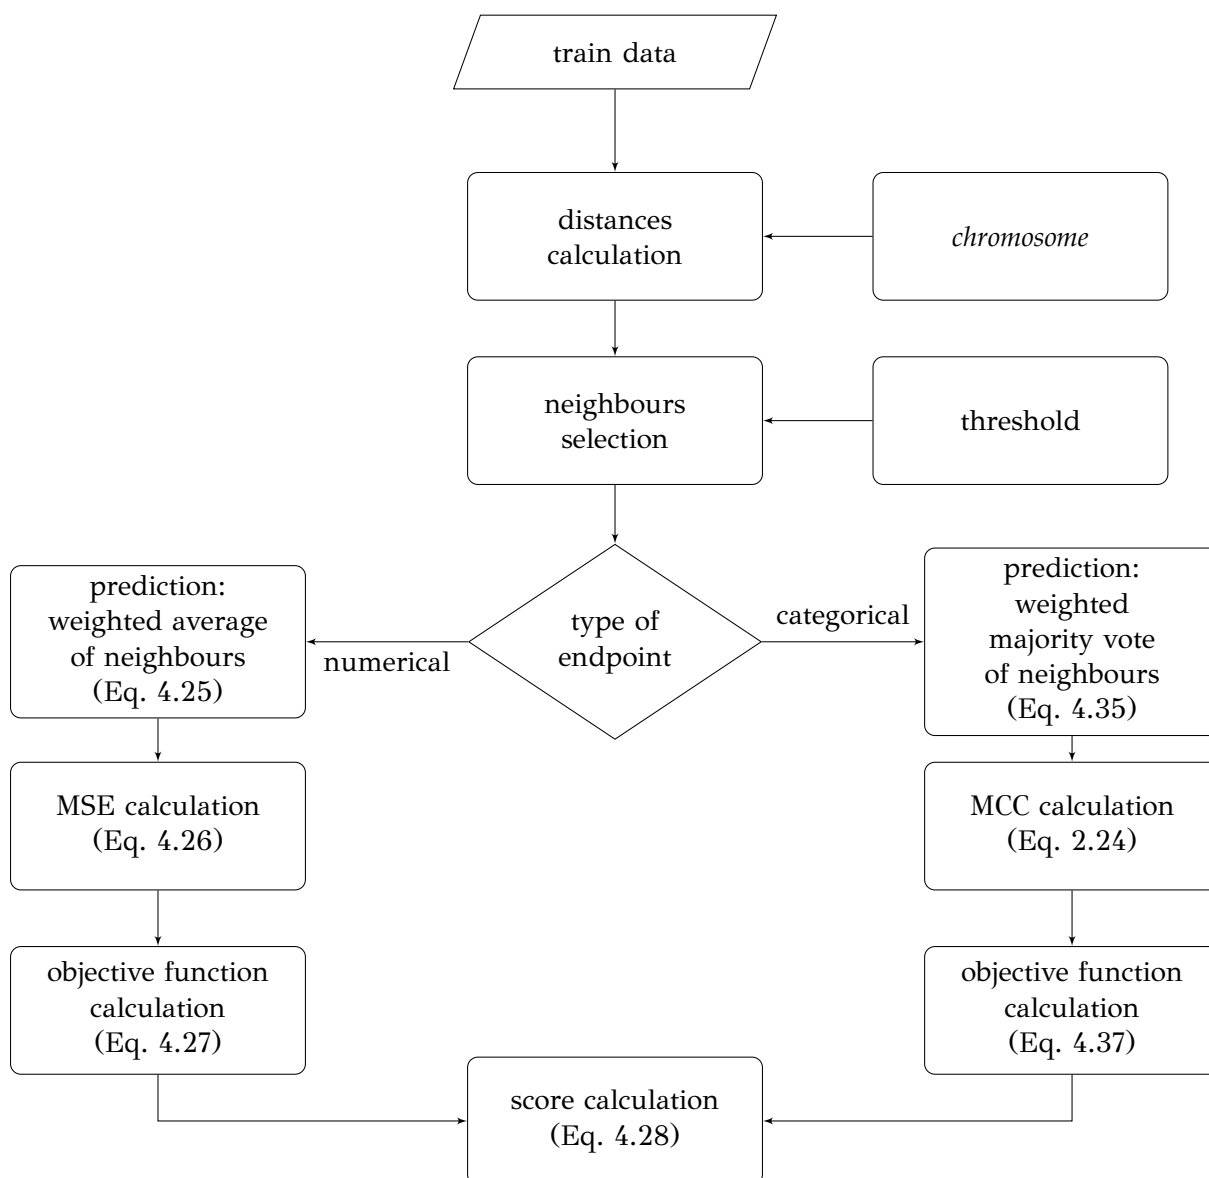 train data
distances
calculation
chromosome
neighbours
selection
threshold
type of
endpoint
numerical
categorical
prediction:
weighted average
of neighbours
(Eq. 4.25)
prediction:
weighted
majority vote
of neighbours
(Eq. 4.35)
MSE calculation
(Eq. 4.26)
MCC calculation
(Eq. 2.24)
objective function
calculation
(Eq. 4.27)
objective function
calculation
(Eq. 4.37)
score calculation
(Eq. 4.28)